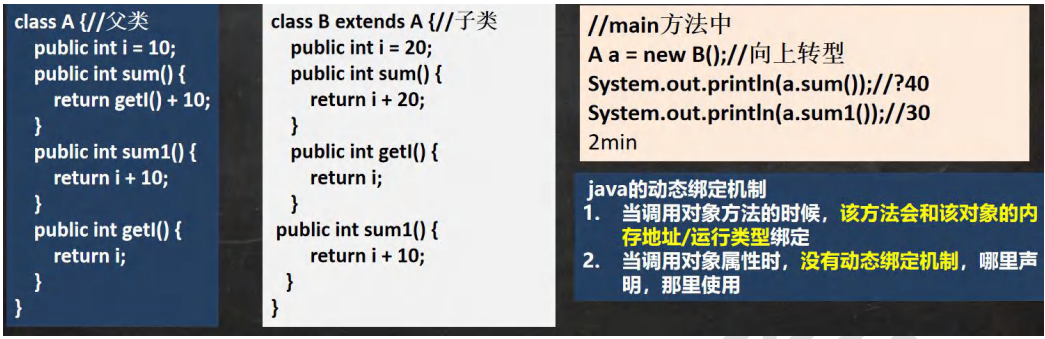 class A {//父类
public int i = 10;
public int sum() {
return getI() + 10;
}
public int sum1() {
return i + 10;
}
public int getI() {
return i;
}
}
class B extends A {//子类
public int i = 20;
public int sum() {
return i + 20;
}
public int getI() {
return i;
}
public int sum1() {
return i + 10;
}
}
//main方法中
A a = new B();//向上转型
System.out.println(a.sum());//?40
System.out.println(a.sum1());//30
2min
java的动态绑定机制
1. 当调用对象方法的时候，该方法会和该对象的内
存地址/运行类型绑定
2. 当调用对象属性时，没有动态绑定机制，哪里声
明，那里使用